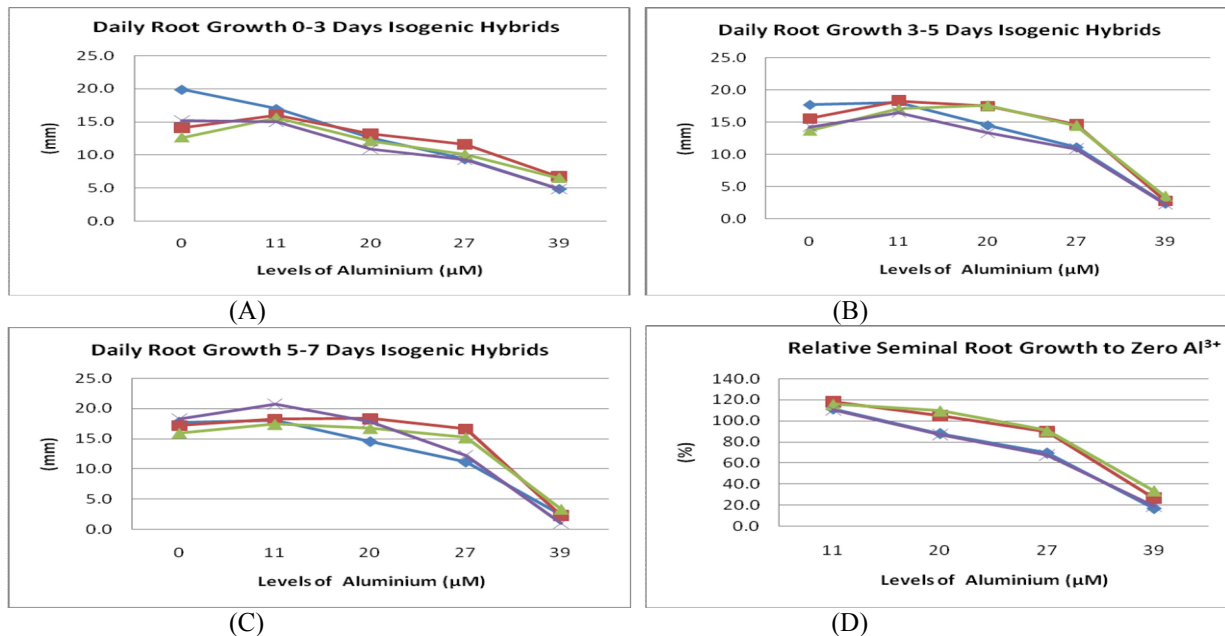 Daily Root Growth 0-3 Days Isogenic Hybrids
25.0
20.0
15.0
10.0
5.0
0.0
(mm)
0 11 20 27 39
Levels of Aluminium (µM)
(A)
Daily Root Growth 3-5 Days Isogenic Hybrids
25.0
20.0
15.0
10.0
5.0
0.0
(mm)
0 11 20 27 39
Levels of Aluminium (µM)
(B)
Daily Root Growth 5-7 Days Isogenic Hybrids
25.0
20.0
15.0
10.0
5.0
0.0
(mm)
0 11 20 27 39
Levels of Aluminium (µM)
(C)
Relative Seminal Root Growth to Zero Al³⁺
140.0
120.0
100.0
80.0
60.0
40.0
20.0
0.0
(%)
11 20 27 39
Levels of Aluminium (µM)
(D)